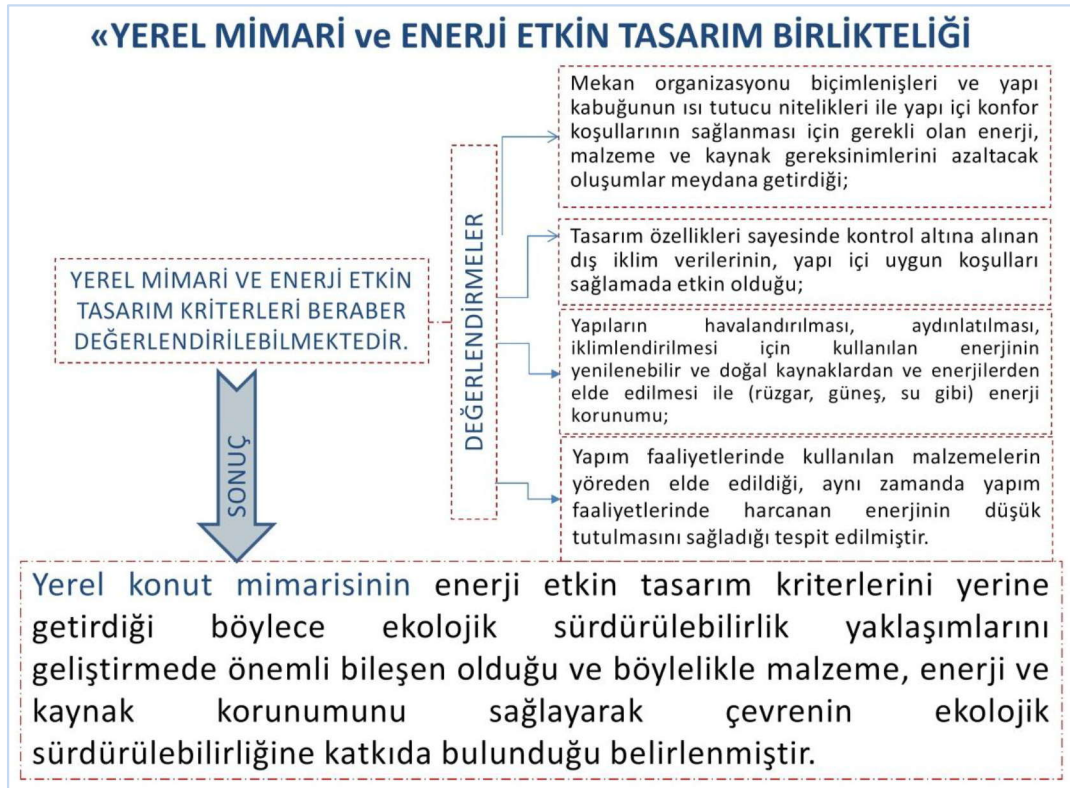 «YEREL MİMARİ ve ENERJİ ETKİN TASARIM BİRLİKTELİĞİ
YEREL MİMARİ VE ENERJİ ETKİN
TASARIM KRİTERLERİ BERABER
DEĞERLENDİRİLEBİLMEKTEDİR.
DEĞERLENDİRMELER
Mekan organizasyonu biçimlenişleri ve yapı
kabuğunun ısı tutucu nitelikleri ile yapı içi konfor
koşullarının sağlanması için gerekli olan enerji,
malzeme ve kaynak gereksinimlerini azaltacak
oluşumlar meydana getirdiği;
Tasarım özellikleri sayesinde kontrol altına alınan
dış iklim verilerinin, yapı içi uygun koşulları
sağlamada etkin olduğu;
Yapıların havalandırılması, aydınlatılması,
iklimlendirilmesi için kullanılan enerjinin
yenilenebilir ve doğal kaynaklardan ve enerjilerden
elde edilmesi ile (rüzgar, güneş, su gibi) enerji
korunumu;
Yapım faaliyetlerinde kullanılan malzemelerin
yöreden elde edildiği, aynı zamanda yapım
faaliyetlerinde harcanan enerjinin düşük
tutulmasını sağladığı tespit edilmiştir.
SONUÇ
Yerel konut mimarisinin enerji etkin tasarım kriterlerini yerine
getirdiği böylece ekolojik sürdürülebilirlik yaklaşımlarını
geliştirmede önemli bileşen olduğu ve böylelikle malzeme, enerji ve
kaynak korunumunu sağlayarak çevrenin ekolojik
sürdürülebilirliğine katkıda bulunduğu belirlenmiştir.